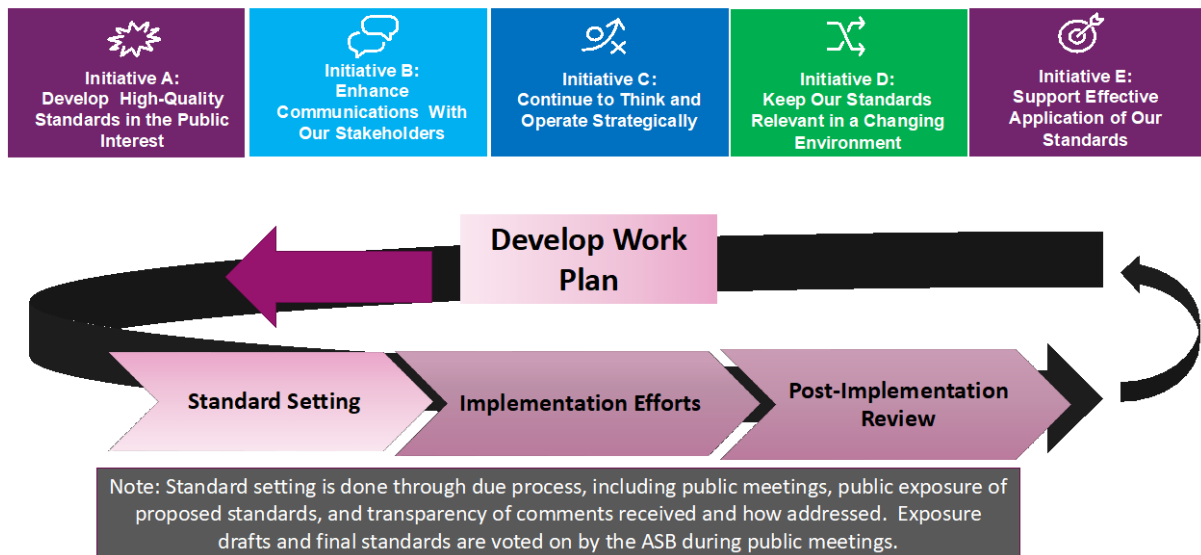 Initiative A:
Develop High-Quality
Standards in the Public
Interest
Initiative B:
Enhance
Communications With
Our Stakeholders
Initiative C:
Continue to Think and
Operate Strategically
Initiative D:
Keep Our Standards
Relevant in a Changing
Environment
Initiative E:
Support Effective
Application of Our
Standards
Develop Work
Plan
Standard Setting
Implementation Efforts
Post-Implementation
Review
Note: Standard setting is done through due process, including public meetings, public exposure of
proposed standards, and transparency of comments received and how addressed. Exposure
drafts and final standards are voted on by the ASB during public meetings.